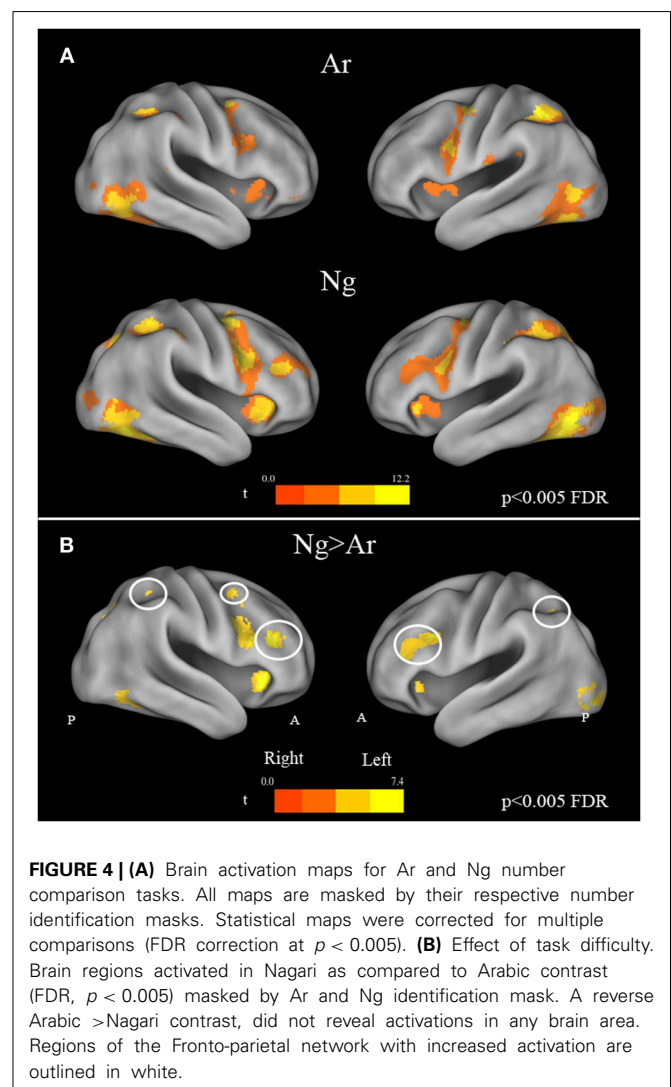 A
Ar
Ng
0.0 12.2
t
p<0.005 FDR
B
Ng>Ar
P A A P
Right Left
0.0 7.4
t
p<0.005 FDR
FIGURE 4 | (A) Brain activation maps for Ar and Ng number
comparison tasks. All maps are masked by their respective number
identification masks. Statistical maps were corrected for multiple
comparisons (FDR correction at p < 0.005). (B) Effect of task difficulty.
Brain regions activated in Nagari as compared to Arabic contrast
(FDR, p < 0.005) masked by Ar and Ng identification mask. A reverse
Arabic >Nagari contrast, did not reveal activations in any brain area.
Regions of the Fronto-parietal network with increased activation are
outlined in white.